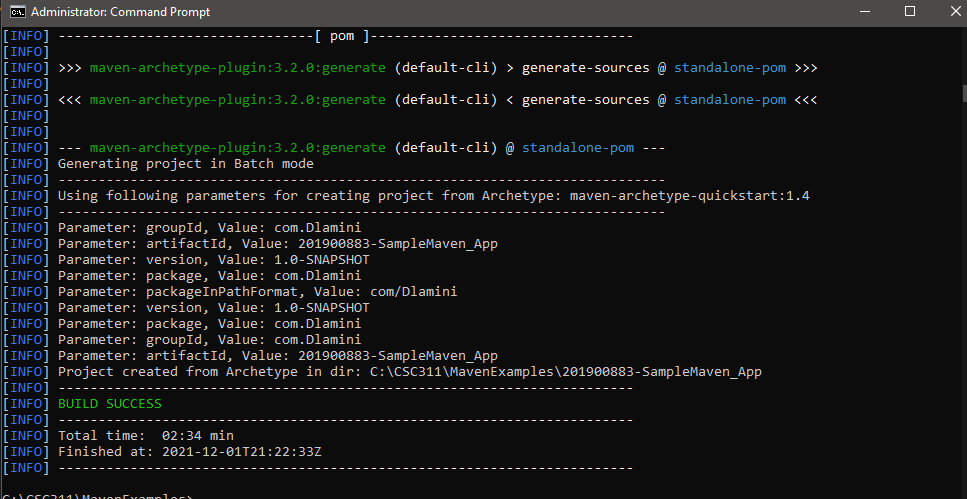 Administrator: Command Prompt
[INFO] --------------------------------[ pom ]---------------------------------
[INFO]
[INFO] >>> maven-archetype-plugin:3.2.0:generate (default-cli) > generate-sources @ standalone-pom >>>
[INFO]
[INFO] <<< maven-archetype-plugin:3.2.0:generate (default-cli) < generate-sources @ standalone-pom <<<
[INFO]
[INFO]
[INFO] --- maven-archetype-plugin:3.2.0:generate (default-cli) @ standalone-pom ---
[INFO] Generating project in Batch mode
[INFO] ----------------------------------------------------------------------------
[INFO] Using following parameters for creating project from Archetype: maven-archetype-quickstart:1.4
[INFO] ----------------------------------------------------------------------------
[INFO] Parameter: groupId, Value: com.Dlamini
[INFO] Parameter: artifactId, Value: 201900883-SampleMaven_App
[INFO] Parameter: version, Value: 1.0-SNAPSHOT
[INFO] Parameter: package, Value: com.Dlamini
[INFO] Parameter: packageInPathFormat, Value: com/Dlamini
[INFO] Parameter: version, Value: 1.0-SNAPSHOT
[INFO] Parameter: package, Value: com.Dlamini
[INFO] Parameter: groupId, Value: com.Dlamini
[INFO] Parameter: artifactId, Value: 201900883-SampleMaven_App
[INFO] Project created from Archetype in dir: C:\CSC311\MavenExamples\201900883-SampleMaven_App
[INFO] ------------------------------------------------------------------------
[INFO] BUILD SUCCESS
[INFO] ------------------------------------------------------------------------
[INFO] Total time:  02:34 min
[INFO] Finished at: 2021-12-01T21:22:33Z
[INFO] ------------------------------------------------------------------------
C:\CSC311\MavenExamples>